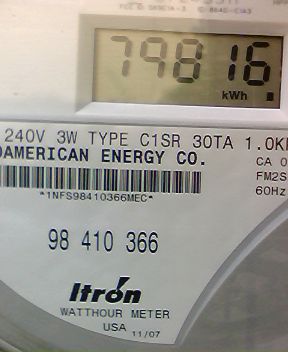 79816
kWh
240V 3W TYPE C1SR 30TA 1.0K
AMERICAN ENERGY CO.
CA 0
FM2S
60Hz
*1NFS98410366MEC*
98 410 366
Itrón
WATTHOUR METER
USA 11/07